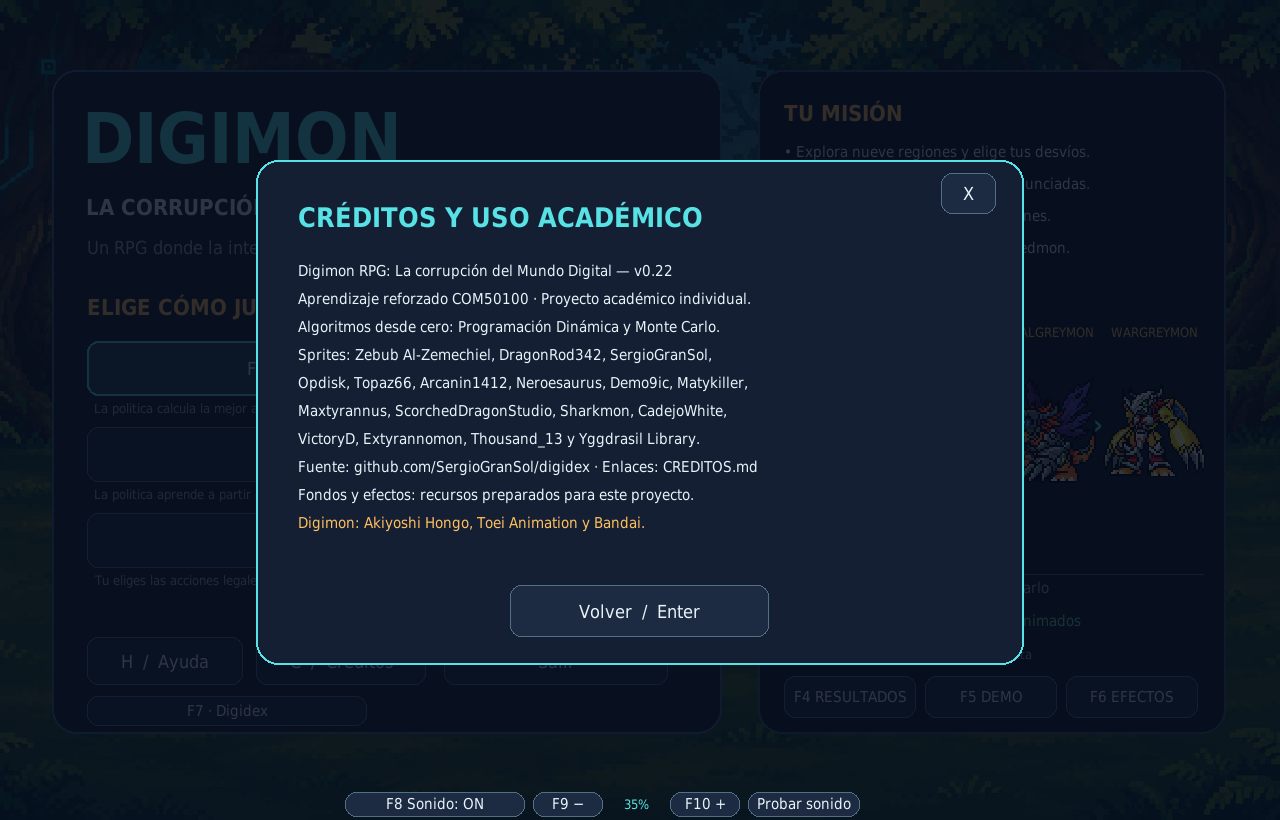 DIGIMON
LA CORRUPCIÓ
Un RPG donde la inte
ELIGE CÓMO JU
F
La política calcula la mejor a
La política aprende a partir
Tu eliges las acciones legale
H / Ayuda
C / Créditos
Salir
F7 · Digidex
TU MISIÓN
• Explora nueve regiones y elige tus desvíos.
unciadas.
nes.
edmon.
ALGREYMON
WARGREYMON
›
arlo
nimados
ta
F4 RESULTADOS
F5 DEMO
F6 EFECTOS
X
CRÉDITOS Y USO ACADÉMICO
Digimon RPG: La corrupción del Mundo Digital — v0.22
Aprendizaje reforzado COM50100 · Proyecto académico individual.
Algoritmos desde cero: Programación Dinámica y Monte Carlo.
Sprites: Zebub Al-Zemechiel, DragonRod342, SergioGranSol,
Opdisk, Topaz66, Arcanin1412, Neroesaurus, Demo9ic, Matykiller,
Maxtyrannus, ScorchedDragonStudio, Sharkmon, CadejoWhite,
VictoryD, Extyrannomon, Thousand_13 y Yggdrasil Library.
Fuente: github.com/SergioGranSol/digidex · Enlaces: CREDITOS.md
Fondos y efectos: recursos preparados para este proyecto.
Digimon: Akiyoshi Hongo, Toei Animation y Bandai.
Volver / Enter
F8 Sonido: ON
F9 −
35%
F10 +
Probar sonido